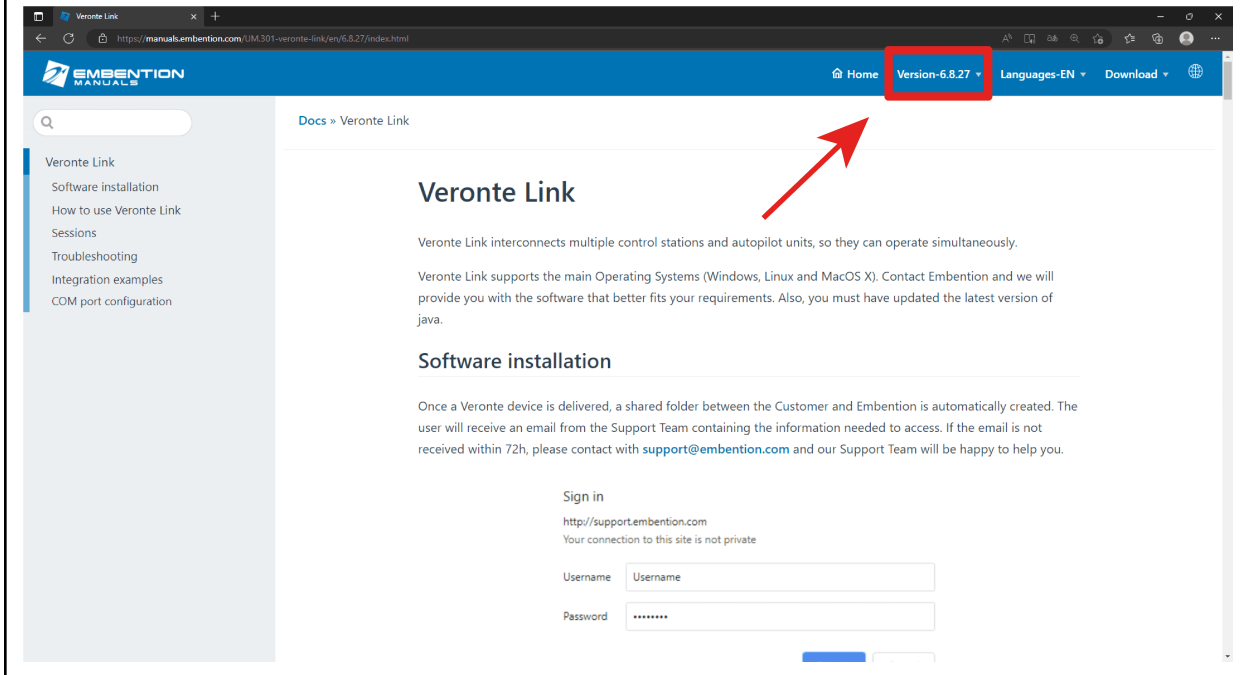 Veronte Link
https://manuals.embention.com/UM.301-veronte-link/en/6.8.27/index.html
EMBENTION
MANUALS
Home Version-6.8.27 Languages-EN Download
Docs » Veronte Link
Veronte Link
Software installation
How to use Veronte Link
Sessions
Troubleshooting
Integration examples
COM port configuration
Veronte Link
Veronte Link interconnects multiple control stations and autopilot units, so they can operate simultaneously.
Veronte Link supports the main Operating Systems (Windows, Linux and MacOS X). Contact Embention and we will
provide you with the software that better fits your requirements. Also, you must have updated the latest version of
java.
Software installation
Once a Veronte device is delivered, a shared folder between the Customer and Embention is automatically created. The
user will receive an email from the Support Team containing the information needed to access. If the email is not
received within 72h, please contact with support@embention.com and our Support Team will be happy to help you.
Sign in
http://support.embention.com
Your connection to this site is not private
Username Username
Password ••••••••